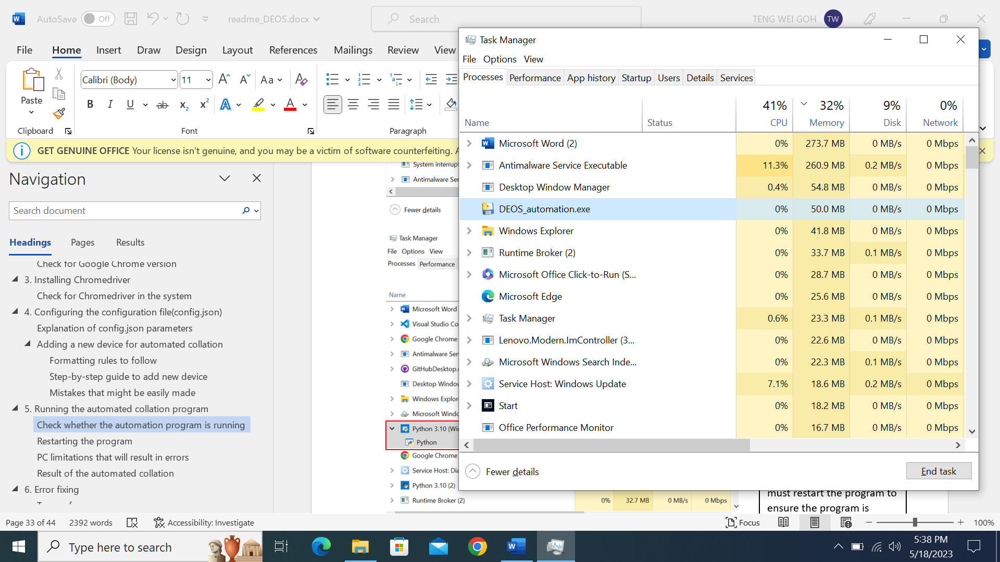 AutoSave Off readme_DEOS.docx Search TENG WEI GOH TW
File Home Insert Draw Design Layout References Mailings Review View
Paste
Calibri (Body) 11 Aa
B I U ab x2 x2 A A
Clipboard Font Paragraph
GET GENUINE OFFICE Your license isn't genuine, and you may be a victim of software counterfeiting.
Navigation
Search document
Headings Pages Results
Check for Google Chrome version
3. Installing Chromedriver
Check for Chromedriver in the system
4. Configuring the configuration file(config.json)
Explanation of config.json parameters
Adding a new device for automated collation
Formatting rules to follow
Step-by-step guide to add new device
Mistakes that might be easily made
5. Running the automated collation program
Check whether the automation program is running
Restarting the program
PC limitations that will result in errors
Result of the automated collation
6. Error fixing
System interrupt
Antimalware Ser
Fewer details
Task Manager
File Options View
Processes Performance
Name
Microsoft Word
Visual Studio Co
Google Chrome
Antimalware Ser
GitHubDesktop.
Desktop Window
Windows Explor
Microsoft Windo
Python 3.10 (Win
Python
Google Chrome
Service Host: Dia
Python 3.10 (2)
Runtime Broker (2) 0% 32.7 MB 0 MB/s 0 Mbps
must restart the program to
ensure the program is
Task Manager
File Options View
Processes Performance App history Startup Users Details Services
41% 32% 9% 0%
Name Status CPU Memory Disk Network
Microsoft Word (2) 0% 273.7 MB 0 MB/s 0 Mbps
Antimalware Service Executable 11.3% 260.9 MB 0.2 MB/s 0 Mbps
Desktop Window Manager 0.4% 54.8 MB 0 MB/s 0 Mbps
DEOS_automation.exe 0% 50.0 MB 0 MB/s 0 Mbps
Windows Explorer 0% 41.8 MB 0 MB/s 0 Mbps
Runtime Broker (2) 0% 33.7 MB 0.1 MB/s 0 Mbps
Microsoft Office Click-to-Run (S... 0% 28.7 MB 0 MB/s 0 Mbps
Microsoft Edge 0% 25.6 MB 0 MB/s 0 Mbps
Task Manager 0.6% 23.3 MB 0.1 MB/s 0 Mbps
Lenovo.Modern.ImController (3... 0% 22.6 MB 0 MB/s 0 Mbps
Microsoft Windows Search Inde... 0% 22.3 MB 0.1 MB/s 0 Mbps
Service Host: Windows Update 7.1% 18.6 MB 0.2 MB/s 0 Mbps
Start 0% 18.2 MB 0 MB/s 0 Mbps
Office Performance Monitor 0% 16.7 MB 0 MB/s 0 Mbps
Fewer details End task
Page 33 of 44 2392 words Accessibility: Investigate Focus 100%
Type here to search
5:38 PM
5/18/2023